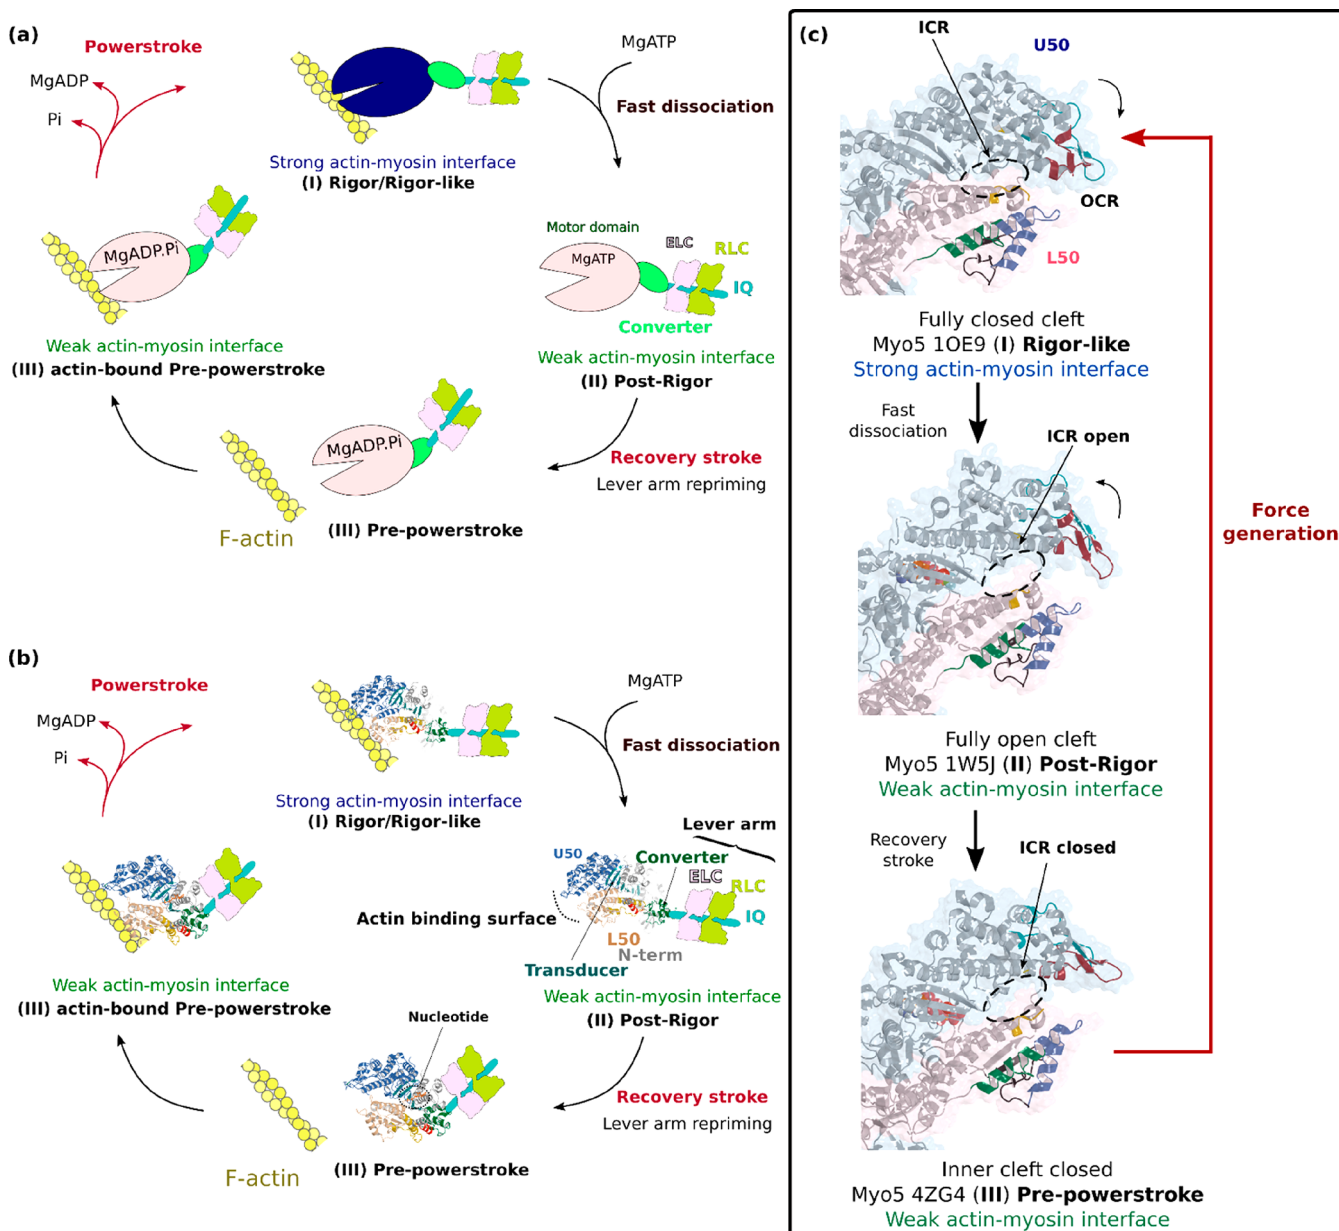 (a)
Powerstroke
MgADP
Pi
MgATP
Fast dissociation
Strong actin-myosin interface
(I) Rigor/Rigor-like
MgADP.Pi
Weak actin-myosin interface
(III) actin-bound Pre-powerstroke
Motor domain
MgATP
ELC
RLC
IQ
Converter
Weak actin-myosin interface
(II) Post-Rigor
Recovery stroke
Lever arm repriming
MgADP.Pi
(III) Pre-powerstroke
F-actin
(b)
Powerstroke
MgADP
Pi
MgATP
Fast dissociation
Strong actin-myosin interface
(I) Rigor/Rigor-like
Lever arm
U50
Converter
ELC
RLC
IQ
Actin binding surface
L50
N-term
Transducer
Weak actin-myosin interface
(II) Post-Rigor
Weak actin-myosin interface
(III) actin-bound Pre-powerstroke
Nucleotide
Recovery stroke
Lever arm repriming
(III) Pre-powerstroke
F-actin
(c)
ICR
U50
OCR
L50
Fully closed cleft
Myo5 1OE9 (I) Rigor-like
Strong actin-myosin interface
Fast
dissociation
ICR open
Force
generation
Fully open cleft
Myo5 1W5J (II) Post-Rigor
Weak actin-myosin interface
Recovery
stroke
ICR closed
Inner cleft closed
Myo5 4ZG4 (III) Pre-powerstroke
Weak actin-myosin interface